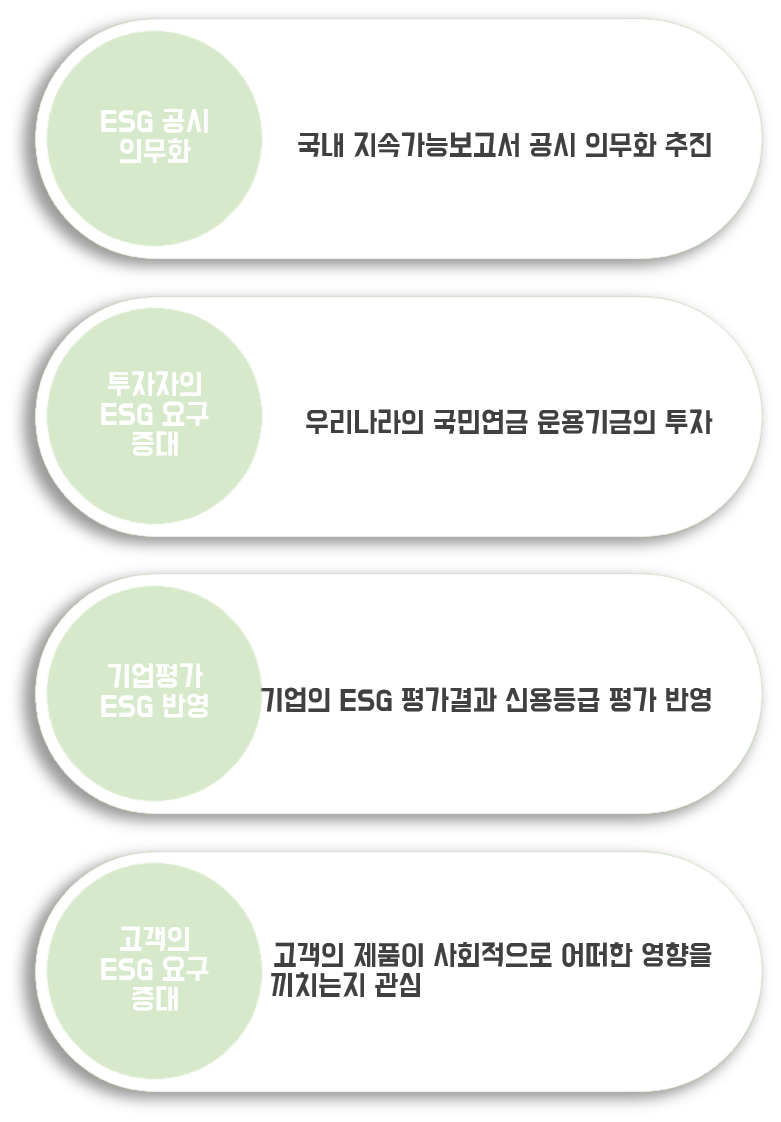 ESG 공시
의무화
국내 지속가능보고서 공시 의무화 추진
투자자의
ESG 요구
증대
우리나라의 국민연금 운용기금의 투자
기업평가
ESG 반영
기업의 ESG 평가결과 신용등급 평가 반영
고객의
ESG 요구
증대
고객의 제품이 사회적으로 어떠한 영향을
끼치는지 관심